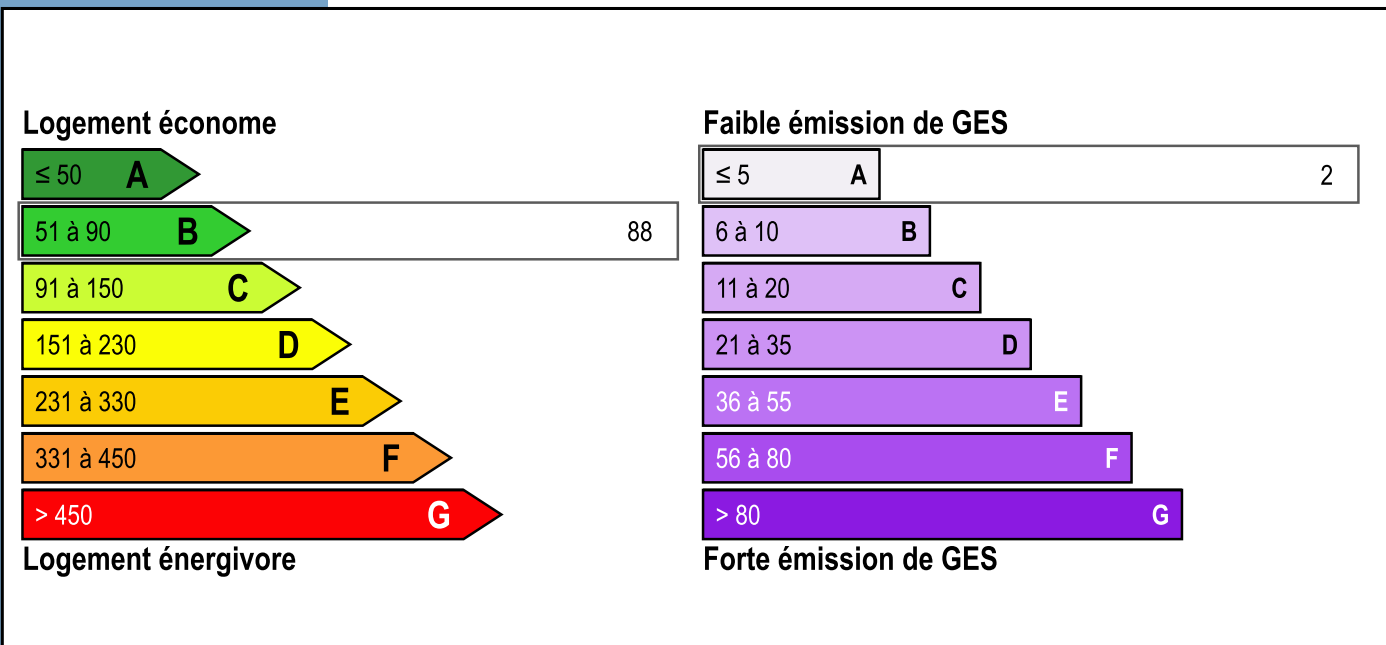 Logement économe
≤ 50 A
51 à 90 B 88
91 à 150 C
151 à 230 D
231 à 330 E
331 à 450 F
> 450 G
Logement énergivore
Faible émission de GES
≤ 5 A 2
6 à 10 B
11 à 20 C
21 à 35 D
36 à 55 E
56 à 80 F
> 80 G
Forte émission de GES